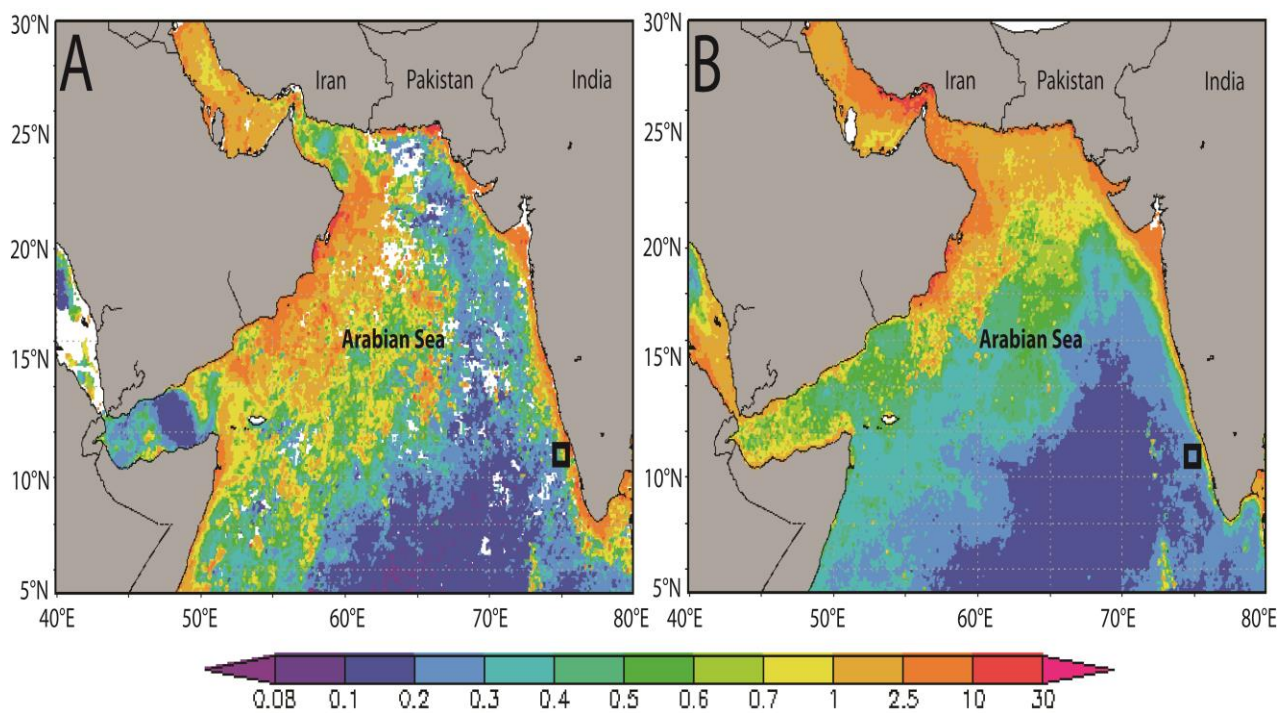 A
Iran
Pakistan
India
Arabian Sea
30°N
25°N
20°N
15°N
10°N
5°N
40°E
50°E
60°E
70°E
80°E
B
Iran
Pakistan
India
Arabian Sea
30°N
25°N
20°N
15°N
10°N
5°N
40°E
50°E
60°E
70°E
80°E
0.08 0.1 0.2 0.3 0.4 0.5 0.6 0.7 1 2.5 10 30